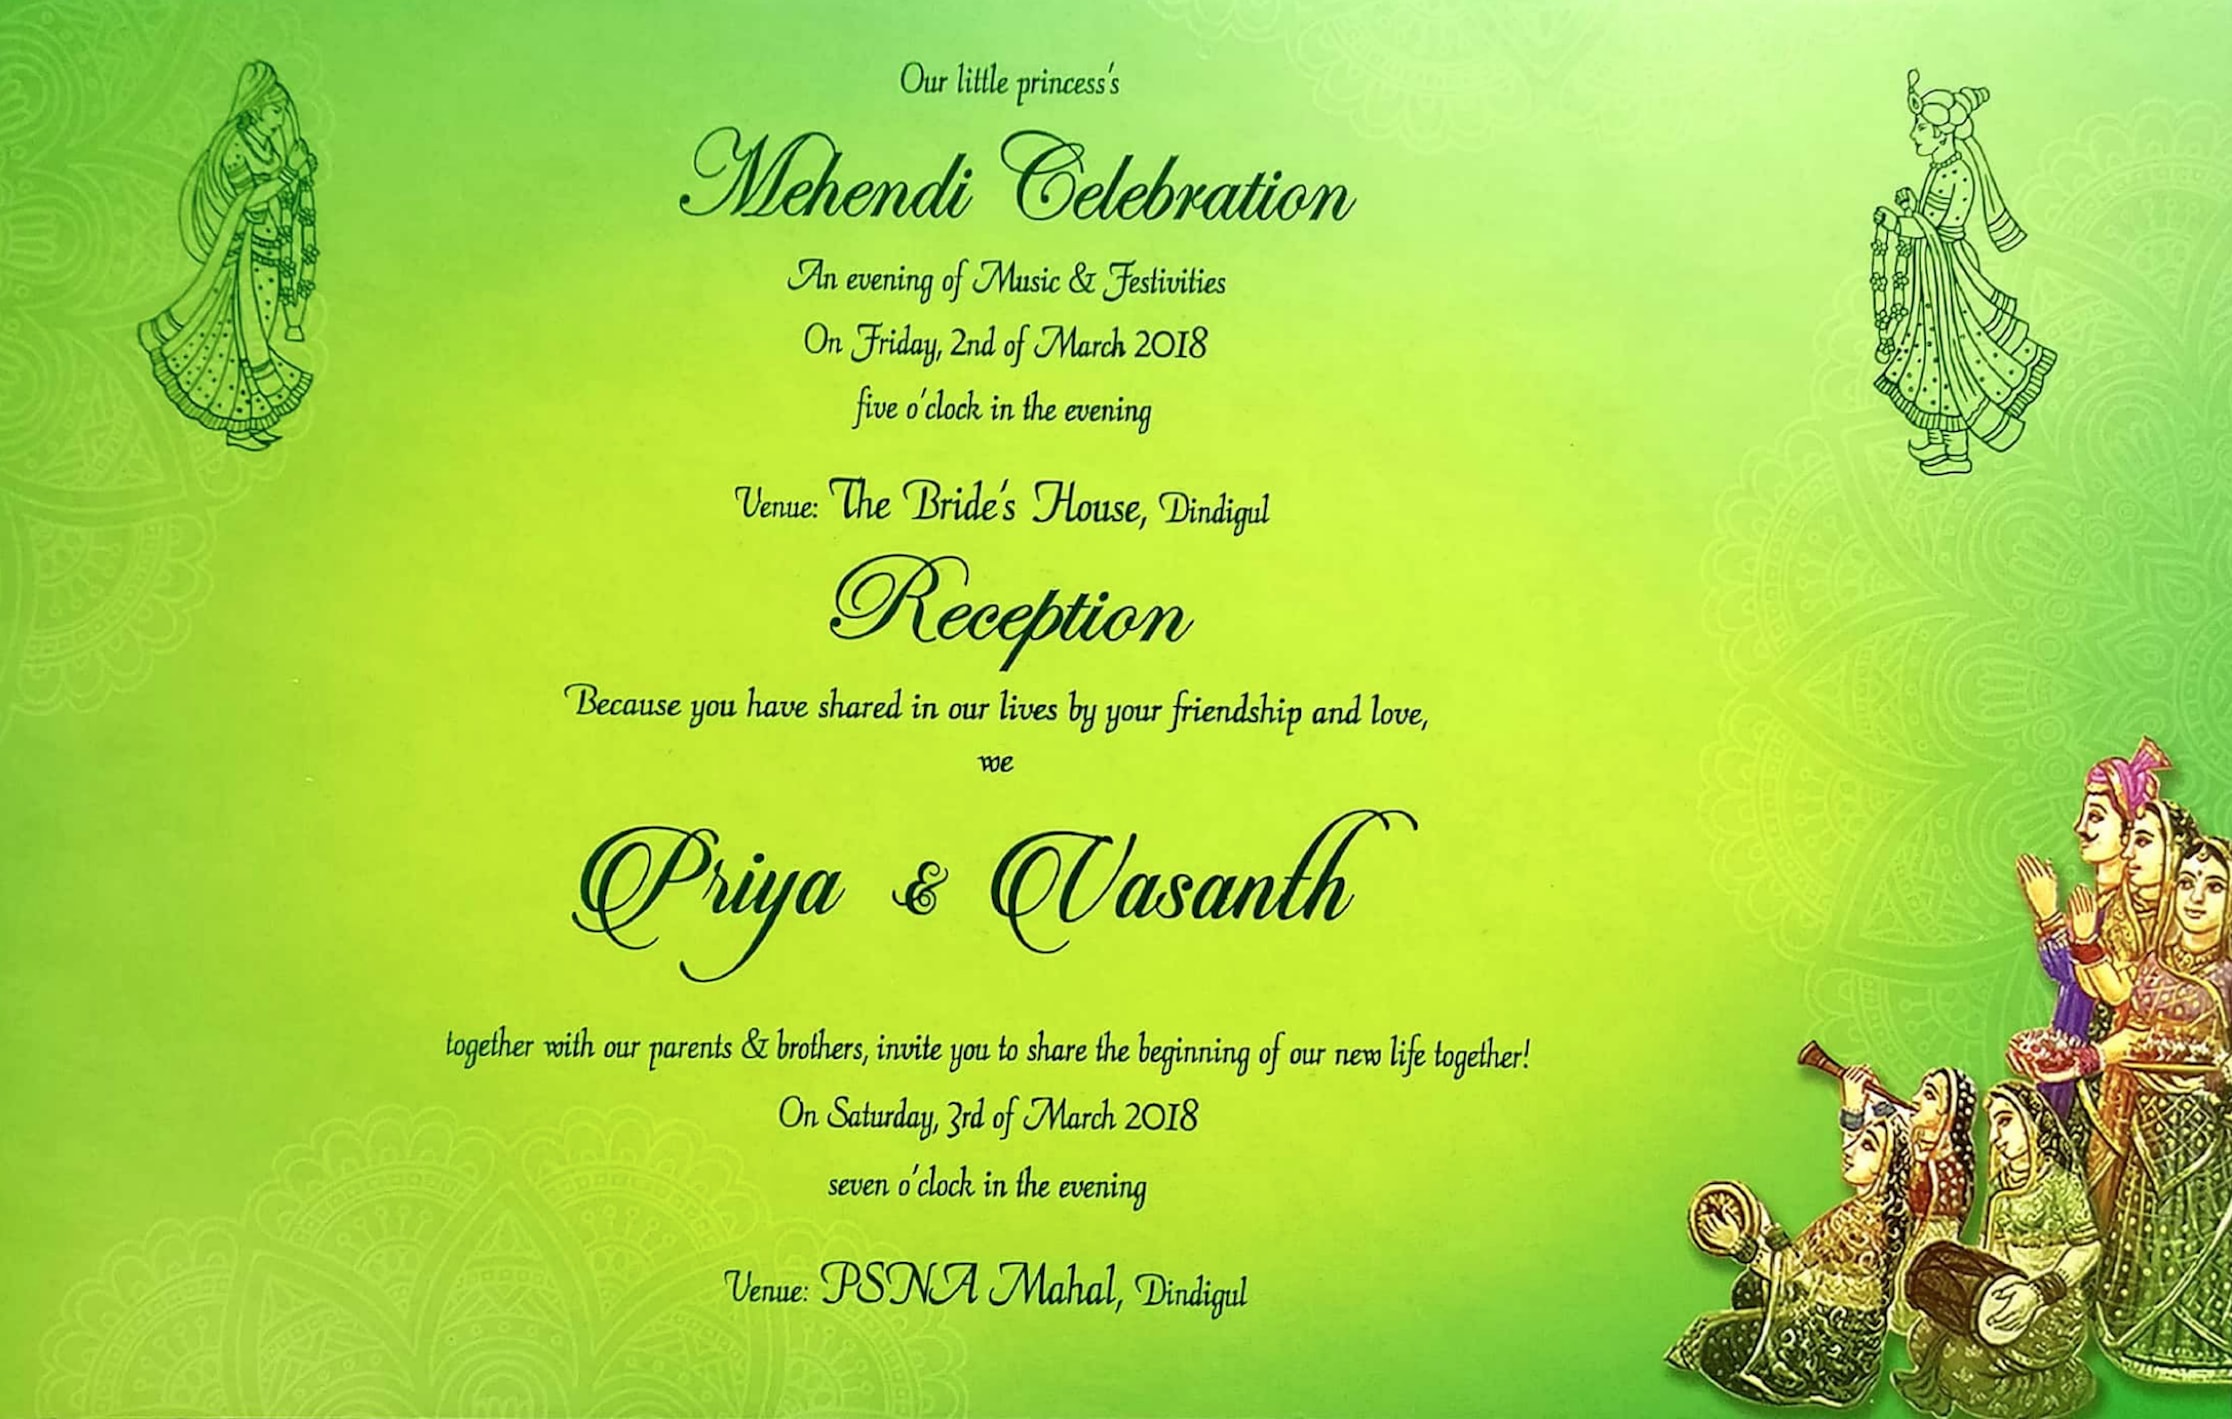 Our little princess's
Mehendi Celebration
An evening of Music & Festivities
On Friday, 2nd of March 2018
five o'clock in the evening
Venue: The Bride's House, Dindigul
Reception
Because you have shared in our lives by your friendship and love,
we
Priya & Vasanth
together with our parents & brothers, invite you to share the beginning of our new life together!
On Saturday, 3rd of March 2018
seven o'clock in the evening
Venue: PSNA Mahal, Dindigul